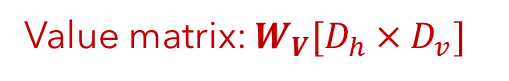 Value matrix: W_V[D_h × D_v]